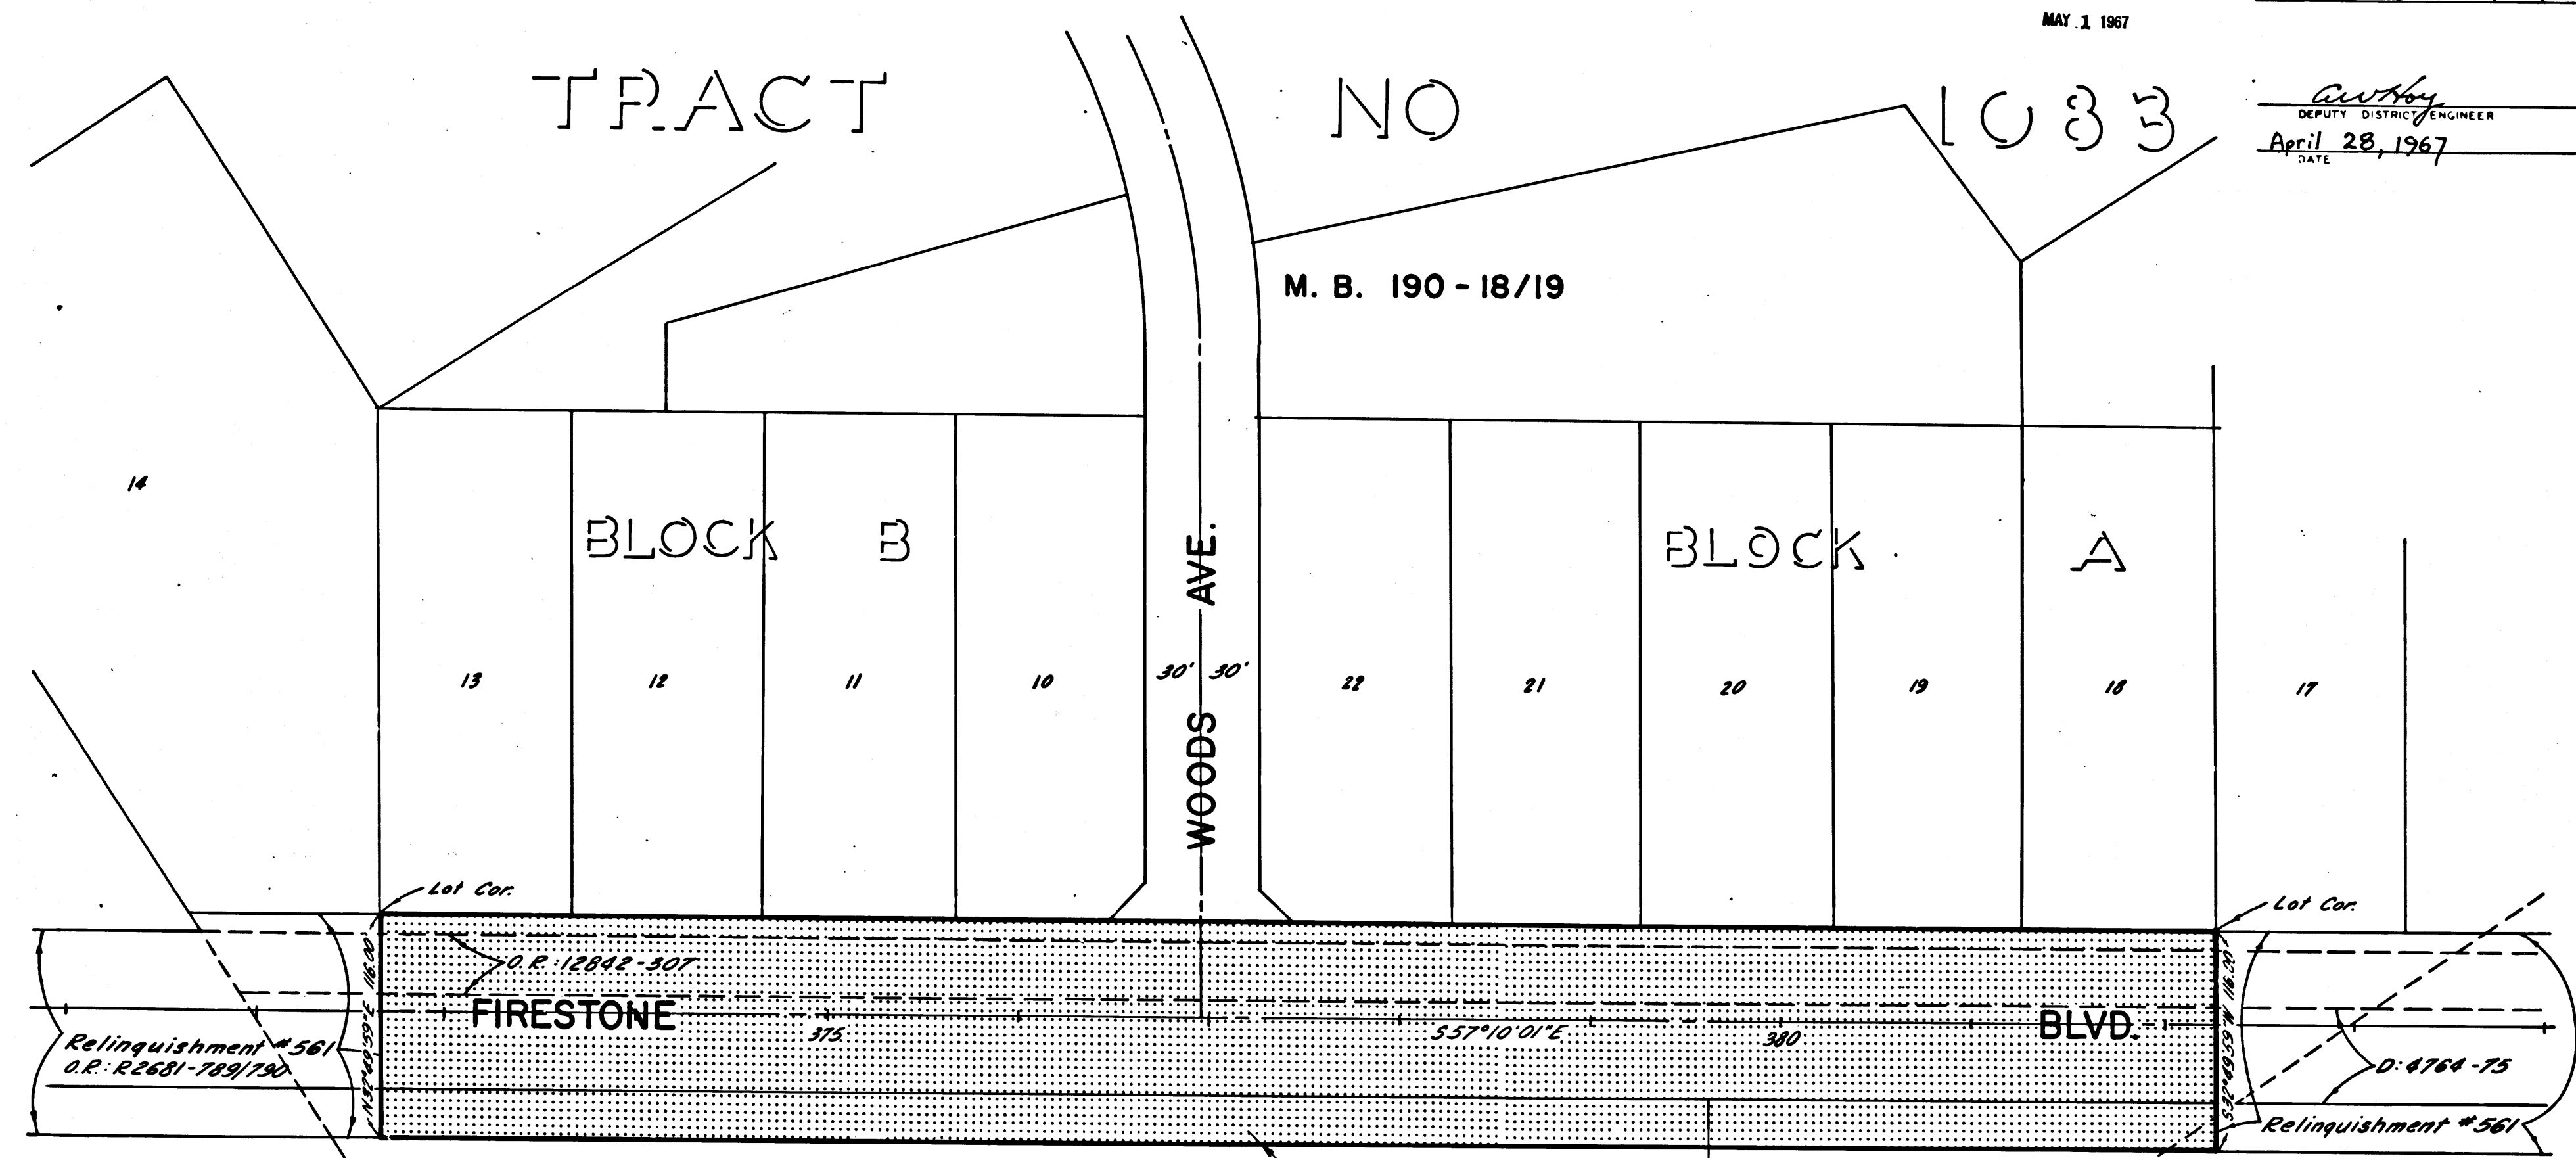 MAY 1 1967
TRACT NO 1083
DEPUTY DISTRICT ENGINEER
April 28, 1967
DATE
M. B. 190 - 18/19
14
BLOCK B
BLOCK A
WOODS AVE.
13
12
11
10
30' 30'
22
21
20
19
18
17
Lot Cor.
Lot Cor.
O.R.: 12842-307
N32°49'59"E 116.00'
S32°49'59"W 116.00'
FIRESTONE BLVD.
375
S57°10'01"E
380
Relinquishment #561
O.R.: R2681-789/790
D: 4764-75
Relinquishment #561